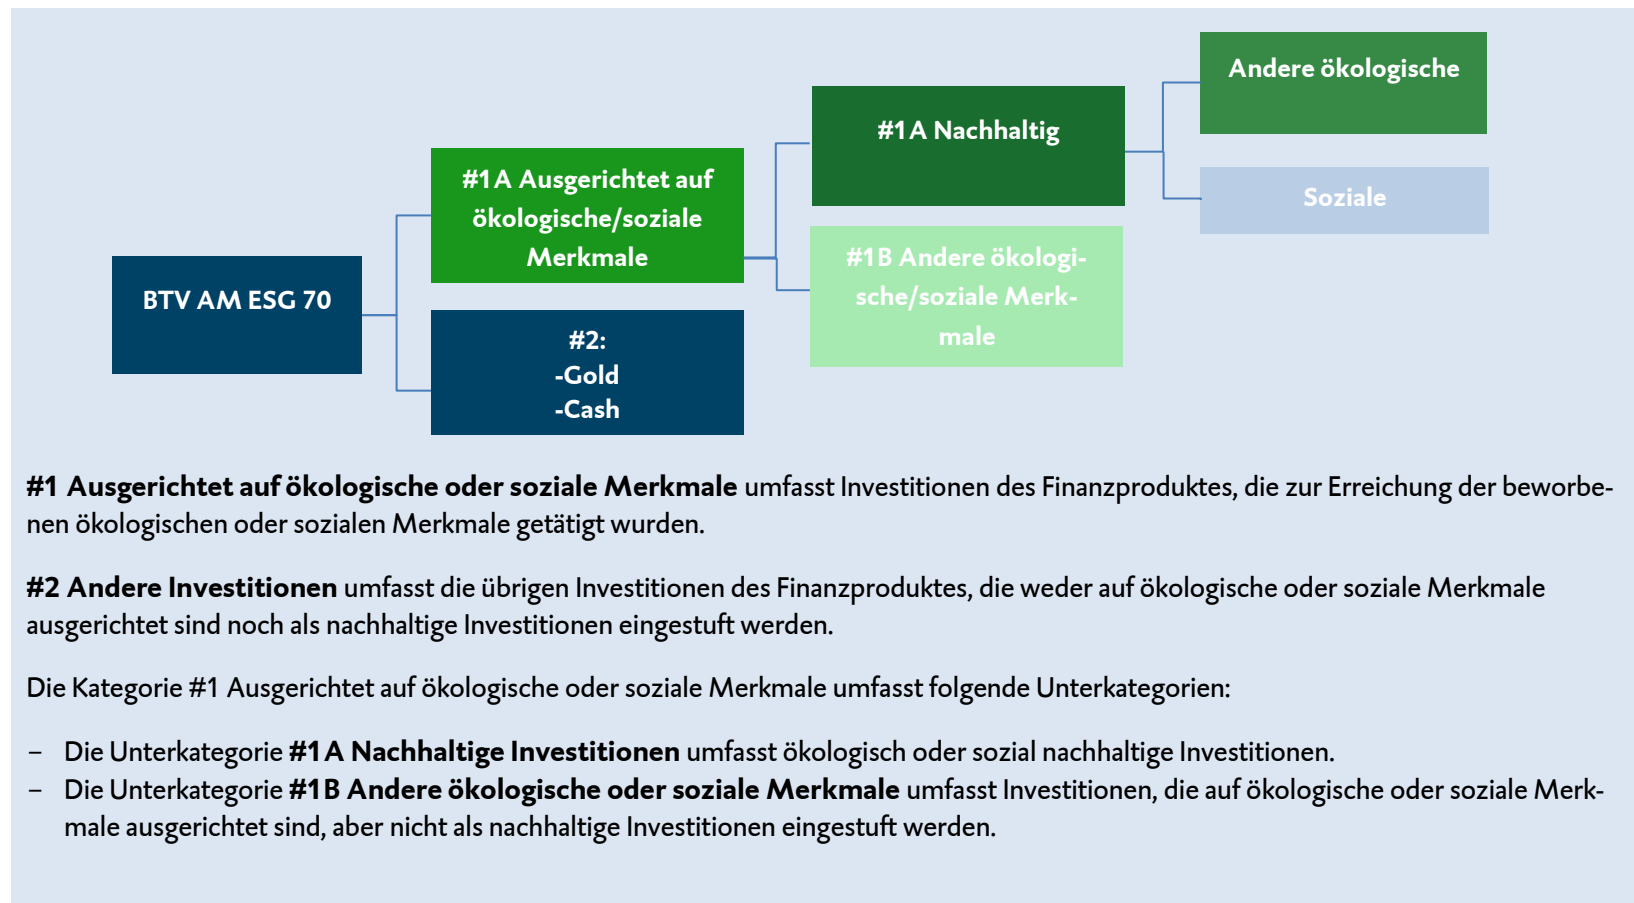 Andere ökologische
#1A Nachhaltig
#1A Ausgerichtet auf
ökologische/soziale
Merkmale
Soziale
#1B Andere ökologi-
sche/soziale Merk-
male
BTV AM ESG 70
#2:
-Gold
-Cash
#1 Ausgerichtet auf ökologische oder soziale Merkmale umfasst Investitionen des Finanzproduktes, die zur Erreichung der beworbe-
nen ökologischen oder sozialen Merkmale getätigt wurden.
#2 Andere Investitionen umfasst die übrigen Investitionen des Finanzproduktes, die weder auf ökologische oder soziale Merkmale
ausgerichtet sind noch als nachhaltige Investitionen eingestuft werden.
Die Kategorie #1 Ausgerichtet auf ökologische oder soziale Merkmale umfasst folgende Unterkategorien:
– Die Unterkategorie #1A Nachhaltige Investitionen umfasst ökologisch oder sozial nachhaltige Investitionen.
– Die Unterkategorie #1B Andere ökologische oder soziale Merkmale umfasst Investitionen, die auf ökologische oder soziale Merk-
male ausgerichtet sind, aber nicht als nachhaltige Investitionen eingestuft werden.